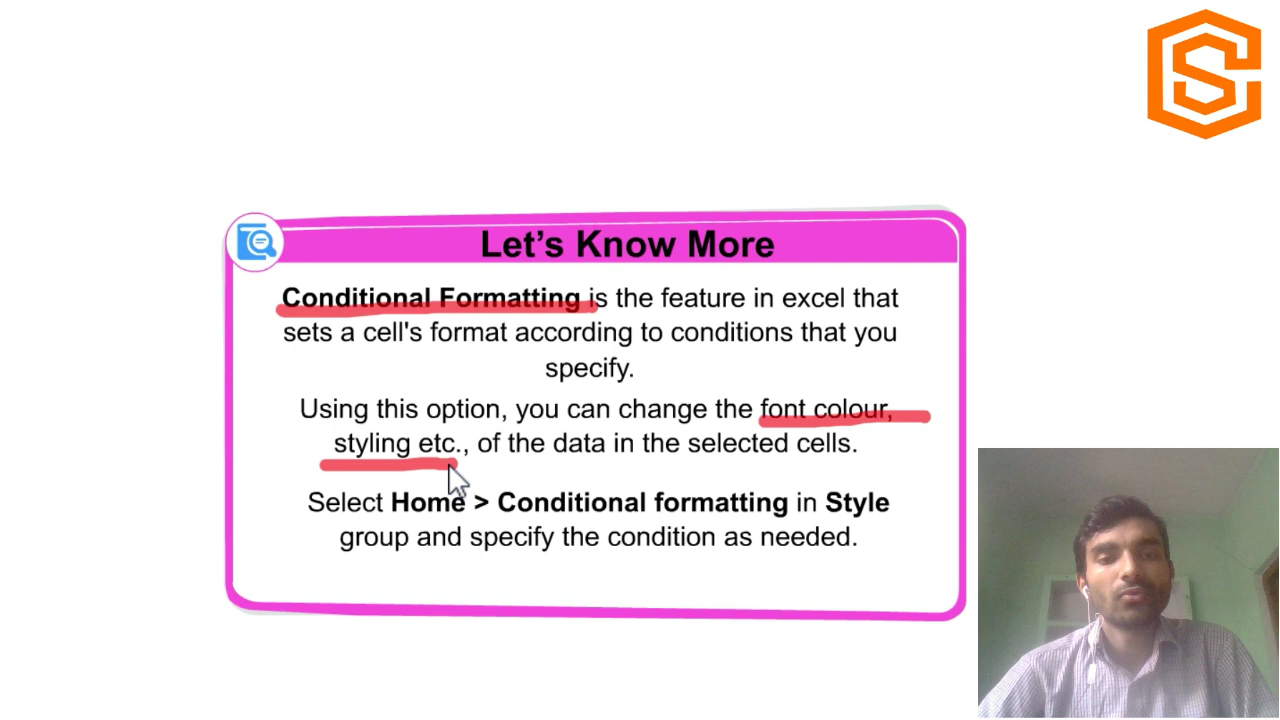 Let’s Know More
Conditional Formatting is the feature in excel that
sets a cell's format according to conditions that you
specify.
Using this option, you can change the font colour,
styling etc., of the data in the selected cells.
Select Home > Conditional formatting in Style
group and specify the condition as needed.